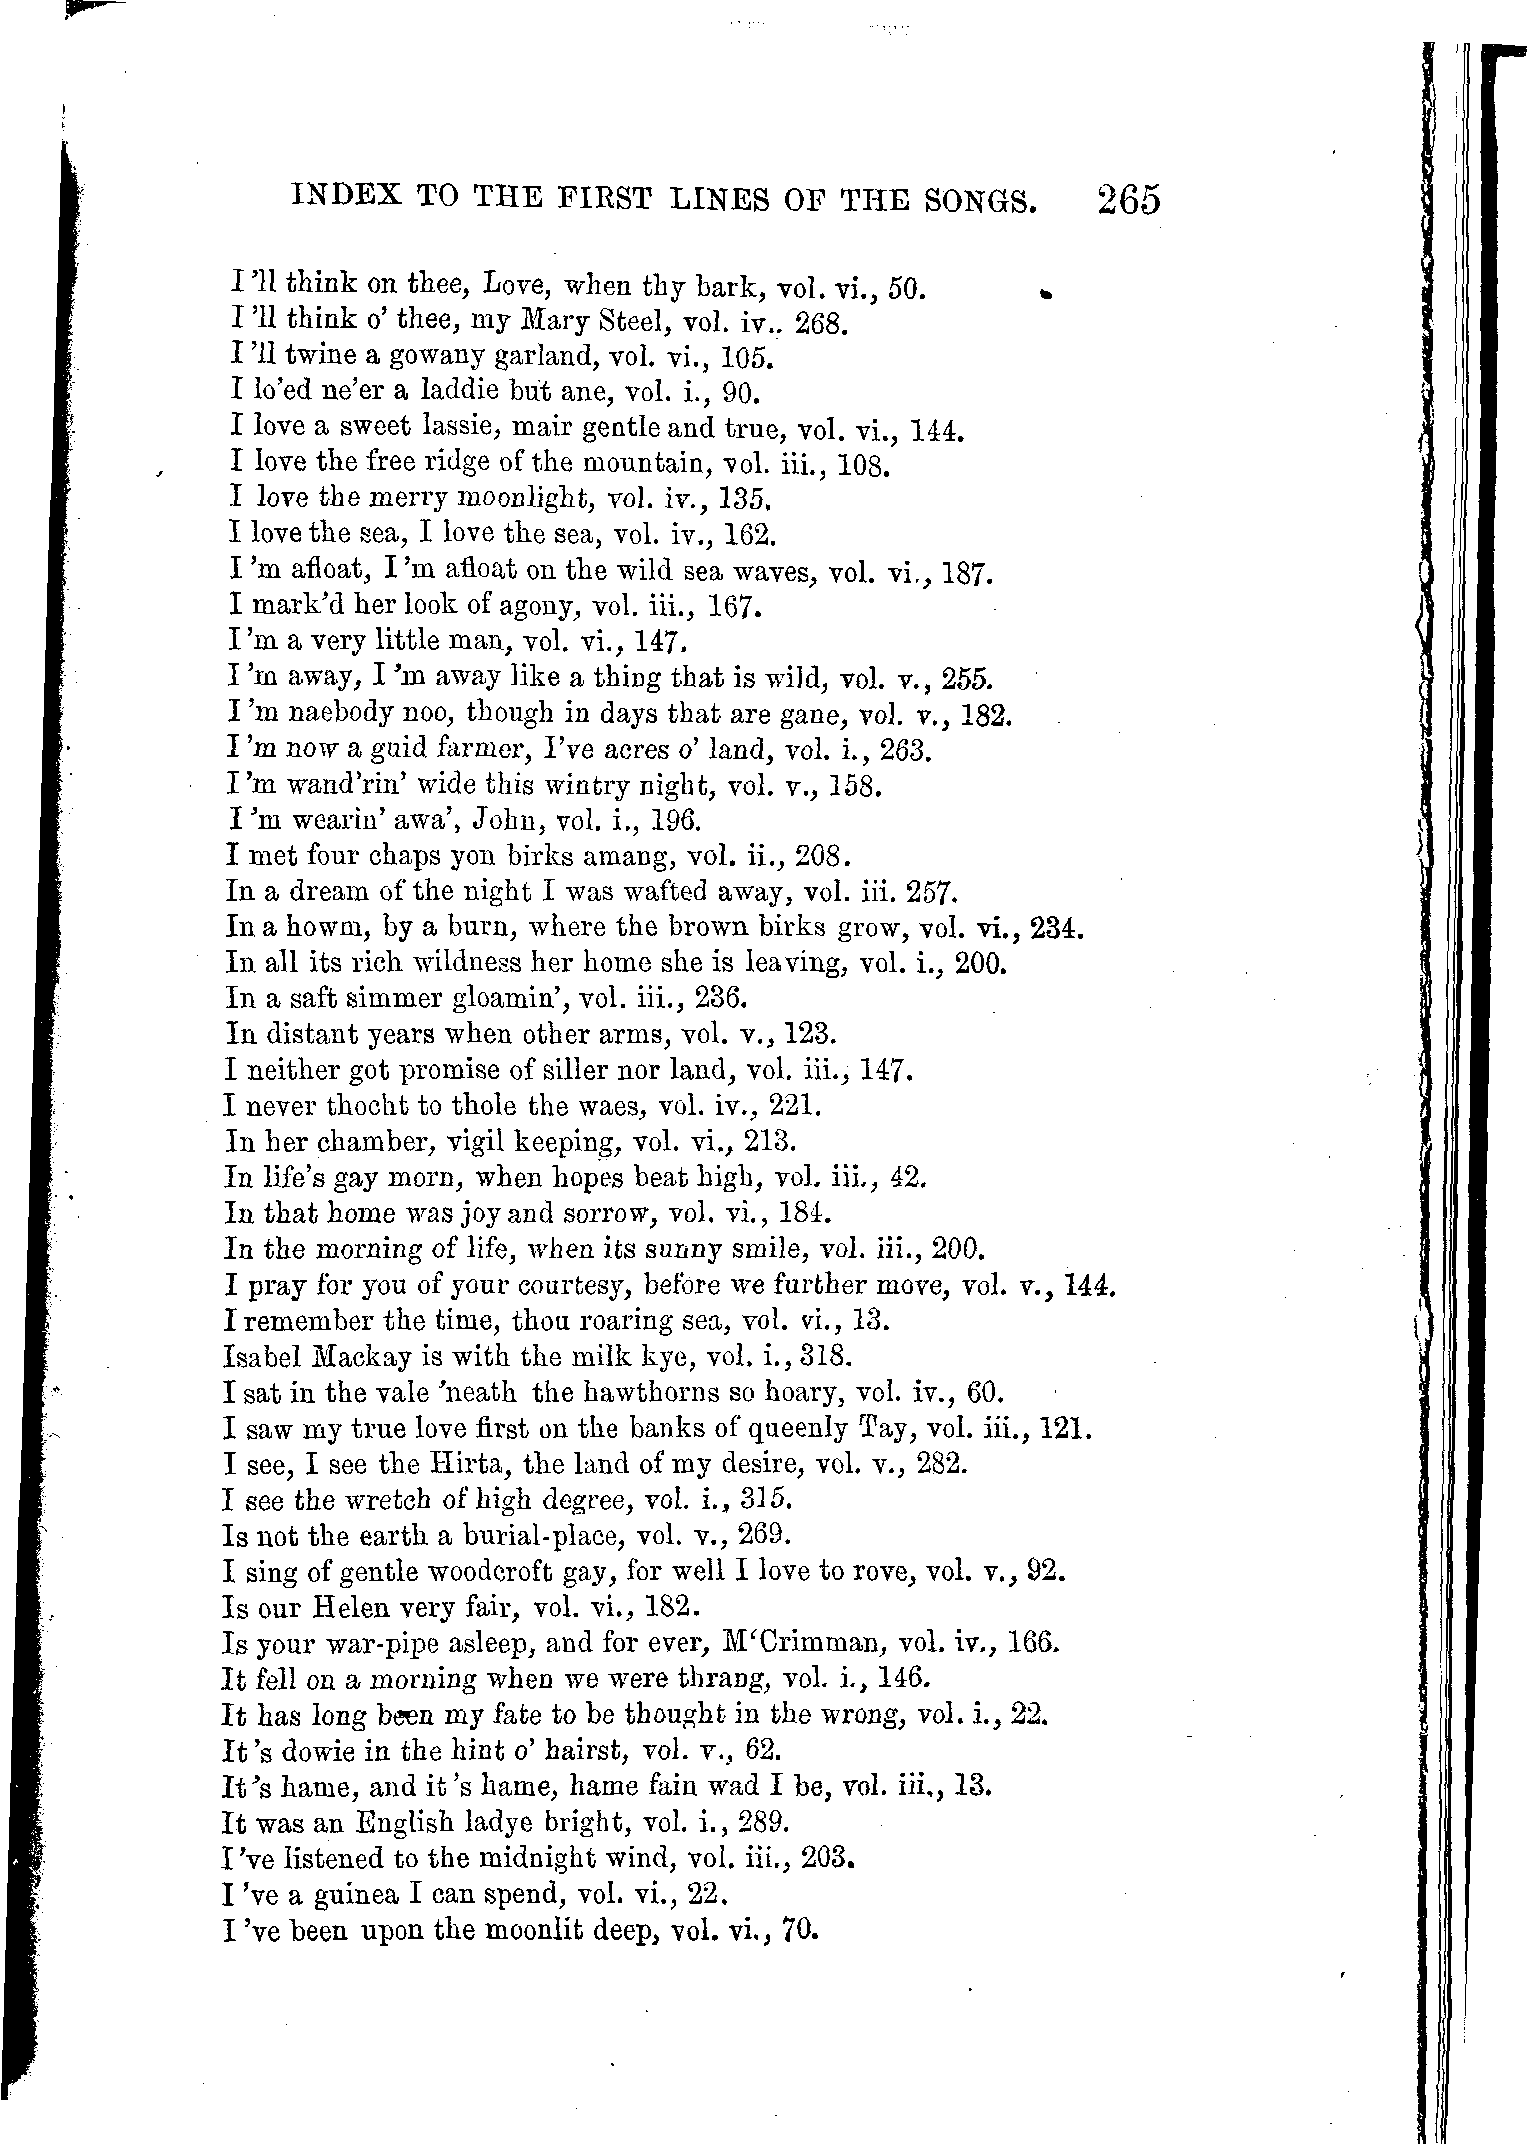 INDEX TO THE FIRST LINES OF THE SONGS. 265
I 'll think on thee, Love, when thy bark, vol. vi., 50.
I 'll think o' thee, my Mary Steel, vol. iv., 268.
I 'll twine a gowany garland, vol. vi., 105.
I lo'ed ne'er a laddie but ane, vol. i., 90.
I love a sweet lassie, mair gentle and true, vol. vi., 144.
I love the free ridge of the mountain, vol. iii., 108.
I love the merry moonlight, vol. iv., 135.
I love the sea, I love the sea, vol. iv., 162.
I 'm afloat, I 'm afloat on the wild sea waves, vol. vi., 187.
I mark'd her look of agony, vol. iii., 167.
I 'm a very little man, vol. vi., 147.
I 'm away, I 'm away like a thing that is wild, vol. v., 255.
I 'm naebody noo, though in days that are gane, vol. v., 182.
I 'm now a guid farmer, I've acres o' land, vol. i., 263.
I 'm wand'rin' wide this wintry night, vol. v., 158.
I 'm wearin' awa', John, vol. i., 196.
I met four chaps yon birks amang, vol. ii., 208.
In a dream of the night I was wafted away, vol. iii. 257.
In a howm, by a burn, where the brown birks grow, vol. vi., 234.
In all its rich wildness her home she is leaving, vol. i., 200.
In a saft simmer gloamin', vol. iii., 236.
In distant years when other arms, vol. v., 123.
I neither got promise of siller nor land, vol. iii., 147.
I never thocht to thole the waes, vol. iv., 221.
In her chamber, vigil keeping, vol. vi., 213.
In life's gay morn, when hopes beat high, vol. iii., 42.
In that home was joy and sorrow, vol. vi., 184.
In the morning of life, when its sunny smile, vol. iii., 200.
I pray for you of your courtesy, before we further move, vol. v., 144.
I remember the time, thou roaring sea, vol. vi., 13.
Isabel Mackay is with the milk kye, vol. i., 318.
I sat in the vale 'neath the hawthorns so hoary, vol. iv., 60.
I saw my true love first on the banks of queenly Tay, vol. iii., 121.
I see, I see the Hirta, the land of my desire, vol. v., 282.
I see the wretch of high degree, vol. i., 315.
Is not the earth a burial-place, vol. v., 269.
I sing of gentle woodcroft gay, for well I love to rove, vol. v., 92.
Is our Helen very fair, vol. vi., 182.
Is your war-pipe asleep, and for ever, M‘Crimman, vol. iv., 166.
It fell on a morning when we were thrang, vol. i., 146.
It has long been my fate to be thought in the wrong, vol. i., 22.
It 's dowie in the hint o' hairst, vol. v., 62.
It 's hame, and it 's hame, hame fain wad I be, vol. iii., 13.
It was an English ladye bright, vol. i., 289.
I 've listened to the midnight wind, vol. iii., 203.
I 've a guinea I can spend, vol. vi., 22.
I 've been upon the moonlit deep, vol. vi., 70.